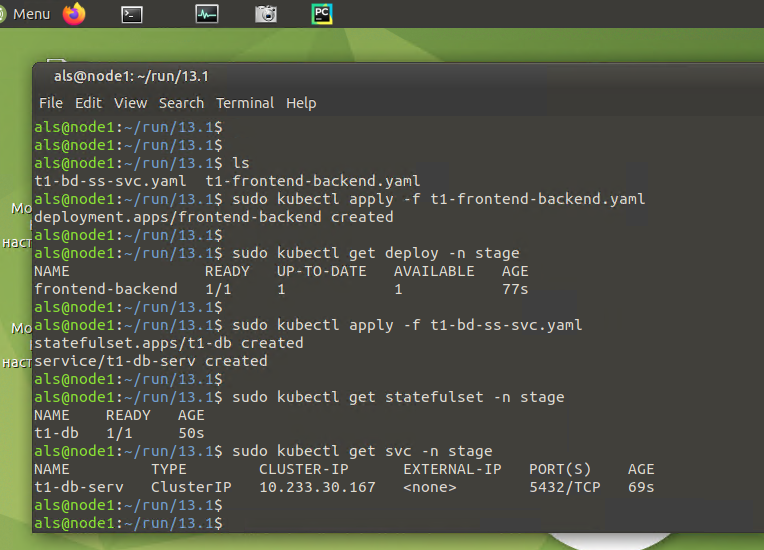 Menu
PC
als@node1: ~/run/13.1
File Edit View Search Terminal Help
als@node1:~/run/13.1$
als@node1:~/run/13.1$
als@node1:~/run/13.1$ ls
t1-bd-ss-svc.yaml  t1-frontend-backend.yaml
als@node1:~/run/13.1$ sudo kubectl apply -f t1-frontend-backend.yaml
deployment.apps/frontend-backend created
als@node1:~/run/13.1$
als@node1:~/run/13.1$ sudo kubectl get deploy -n stage
NAME               READY   UP-TO-DATE   AVAILABLE   AGE
frontend-backend   1/1     1            1           77s
als@node1:~/run/13.1$
als@node1:~/run/13.1$ sudo kubectl apply -f t1-bd-ss-svc.yaml
statefulset.apps/t1-db created
service/t1-db-serv created
als@node1:~/run/13.1$
als@node1:~/run/13.1$ sudo kubectl get statefulset -n stage
NAME    READY   AGE
t1-db   1/1     50s
als@node1:~/run/13.1$ sudo kubectl get svc -n stage
NAME         TYPE        CLUSTER-IP      EXTERNAL-IP   PORT(S)    AGE
t1-db-serv   ClusterIP   10.233.30.167   <none>        5432/TCP   69s
als@node1:~/run/13.1$
als@node1:~/run/13.1$
Мо
наст
Мо
наст